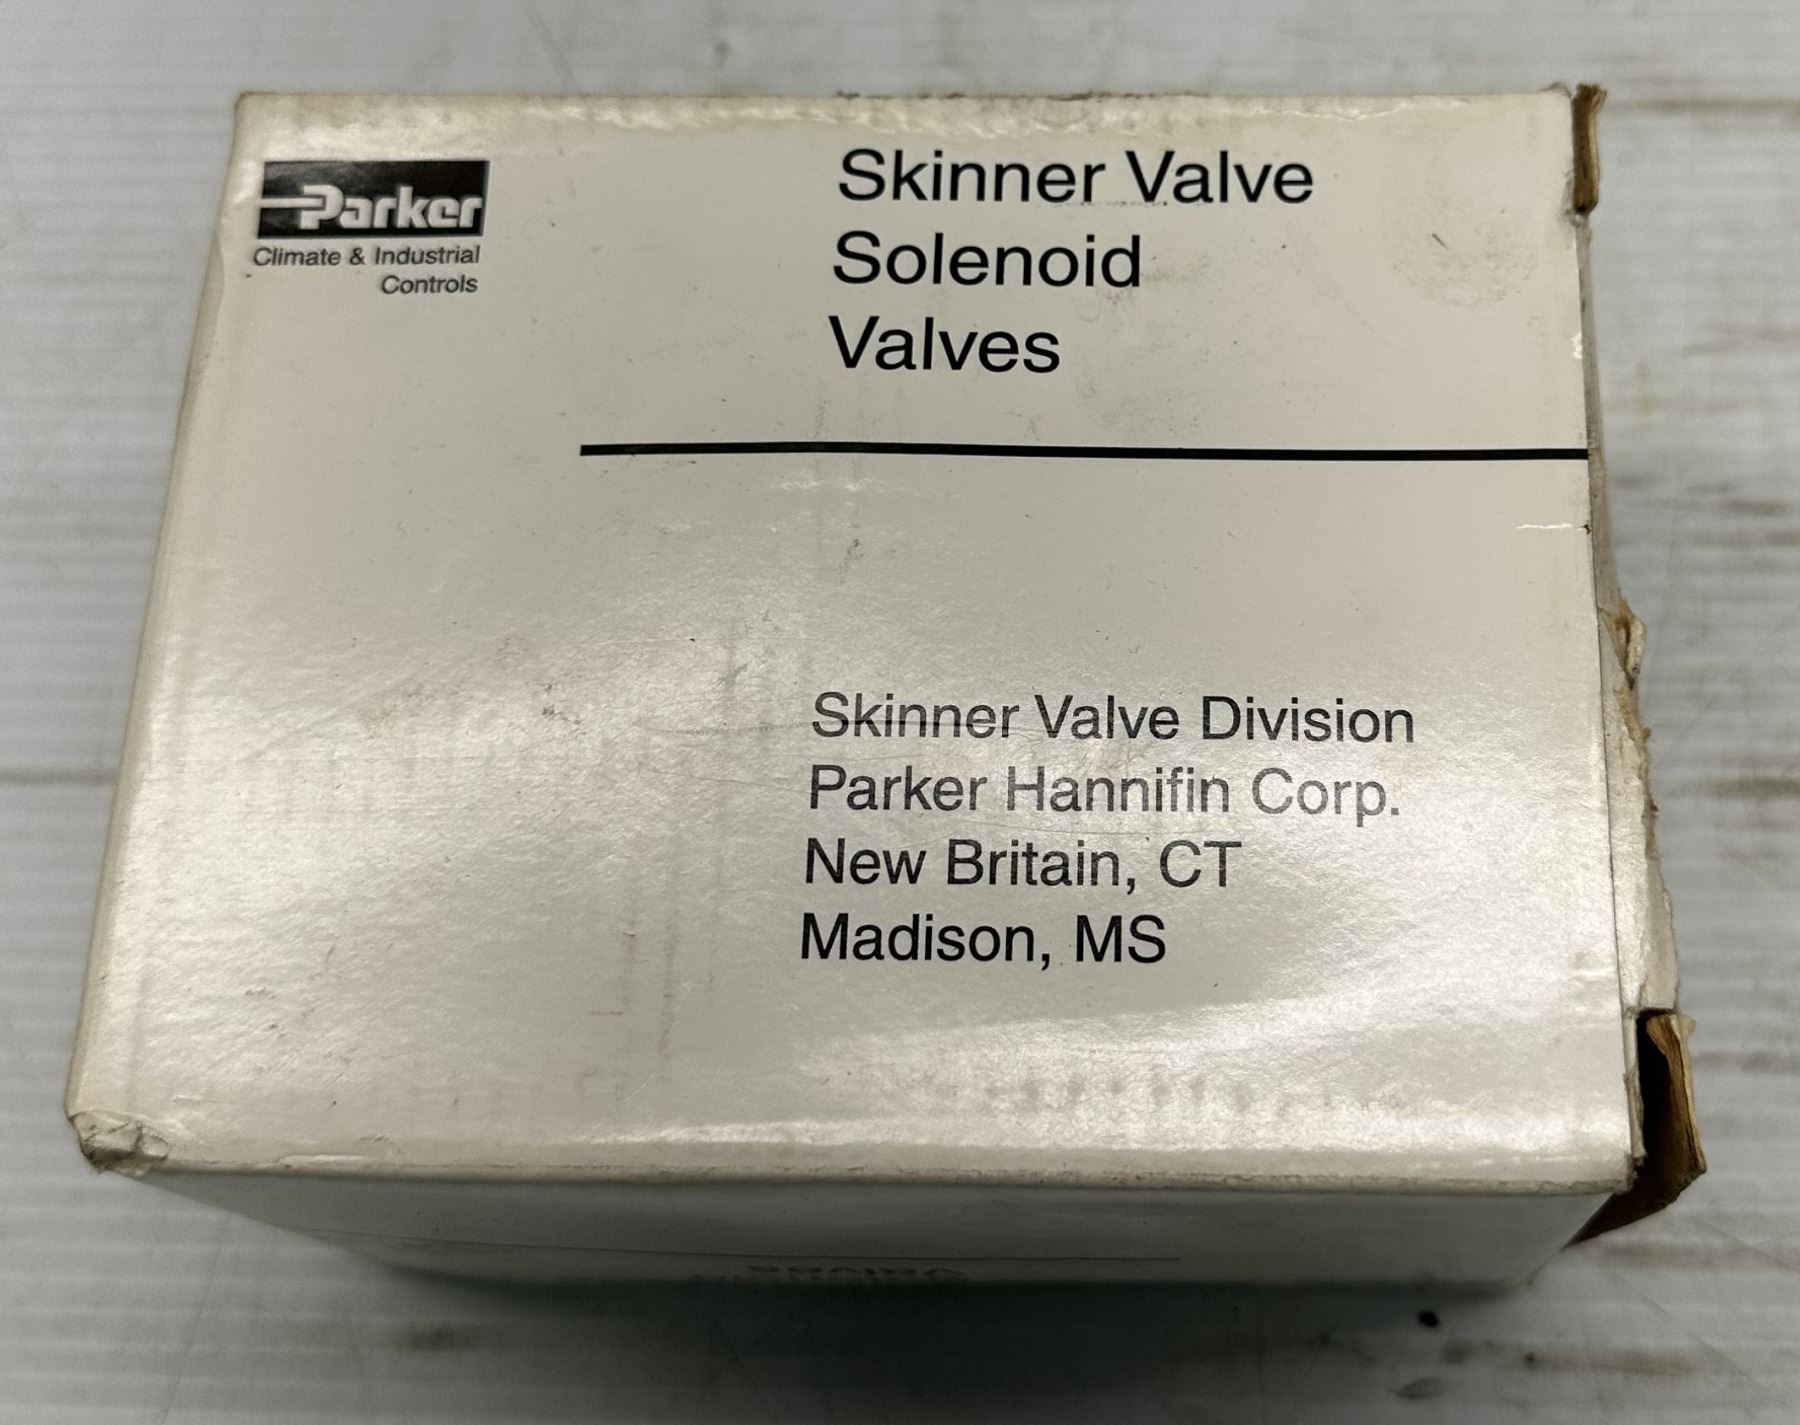 Parker
Climate & Industrial
Controls
Skinner Valve
Solenoid
Valves
Skinner Valve Division
Parker Hannifin Corp.
New Britain, CT
Madison, MS